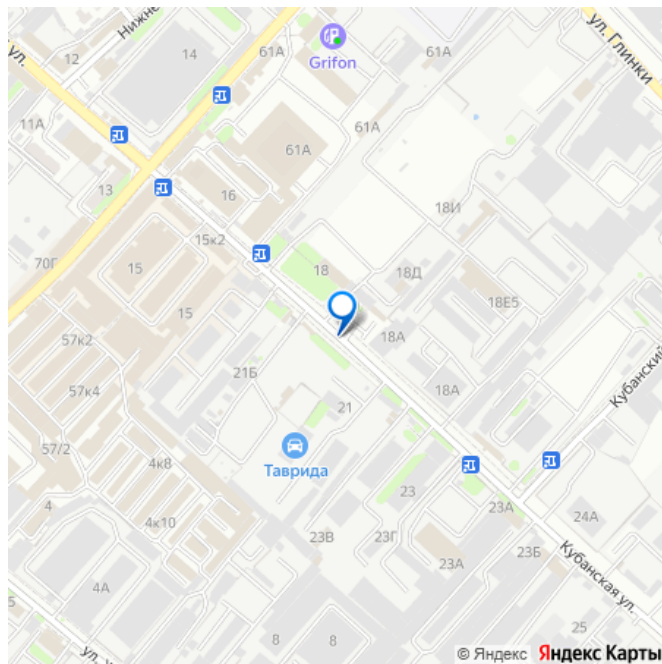 Нижне
61А
Grifon
61А
ул. Глинки
ул.
12
14
11А
61А
61А
13
16
18И
15к2
70Г
15
18
18Д
18Е5
15
57к2
18А
21Б
57к4
18А
Кубанский
21
57/2
4к8
Таврида
4
23
23А
24А
4к10
23В
23Г
23Б
23А
Кубанская ул.
4А
5
8
8
25
ул.
© Яндекс Яндекс Карты